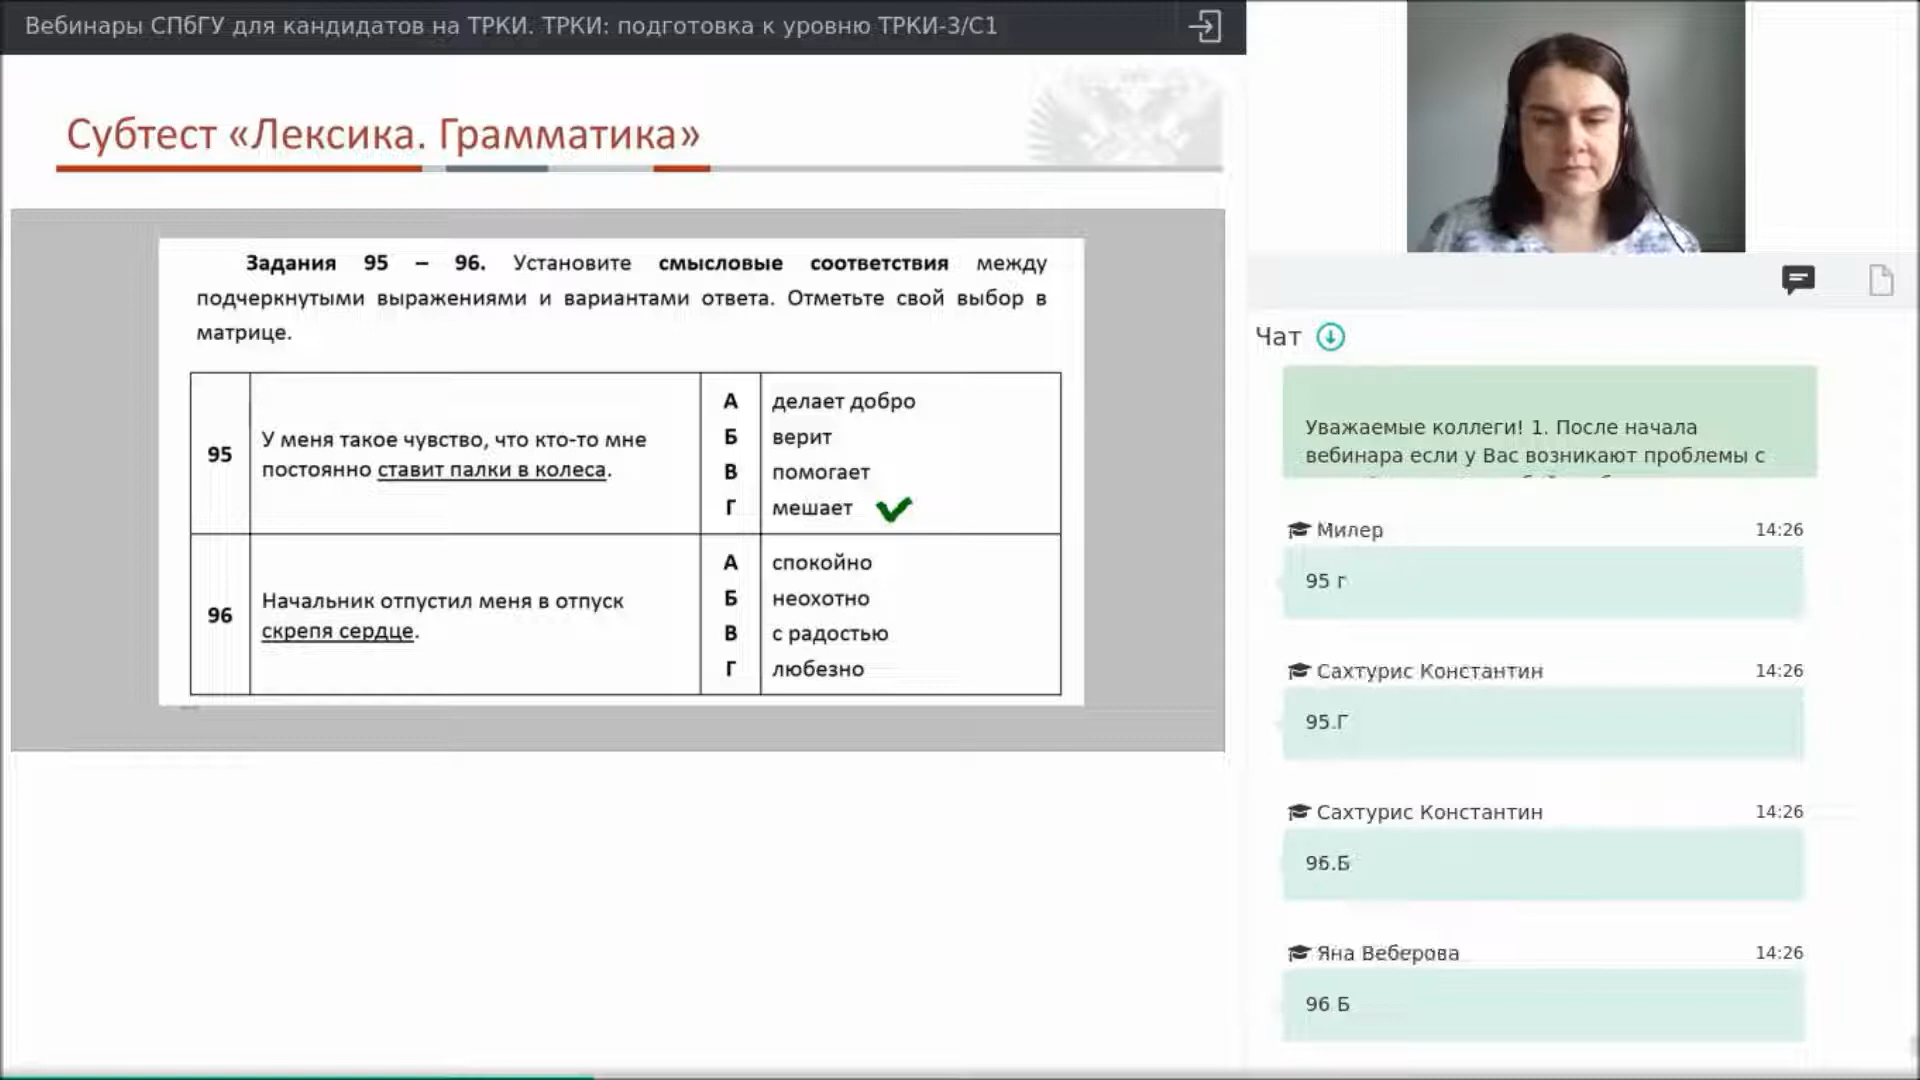 Вебинары СПбГУ для кандидатов на ТРКИ. ТРКИ: подготовка к уровню ТРКИ-3/С1
Субтест «Лексика. Грамматика»
Задания 95 – 96. Установите смысловые соответствия между
подчеркнутыми выражениями и вариантами ответа. Отметьте свой выбор в
матрице.
95
У меня такое чувство, что кто-то мне
постоянно ставит палки в колеса.
А делает добро
Б верит
В помогает
Г мешает
96
Начальник отпустил меня в отпуск
скрепя сердце.
А спокойно
Б неохотно
В с радостью
Г любезно
Чат
Уважаемые коллеги! 1. После начала
вебинара если у Вас возникают проблемы с
Милер 14:26
95 г
Сахтурис Константин 14:26
95.Г
Сахтурис Константин 14:26
96.Б
Яна Веберова 14:26
96 Б